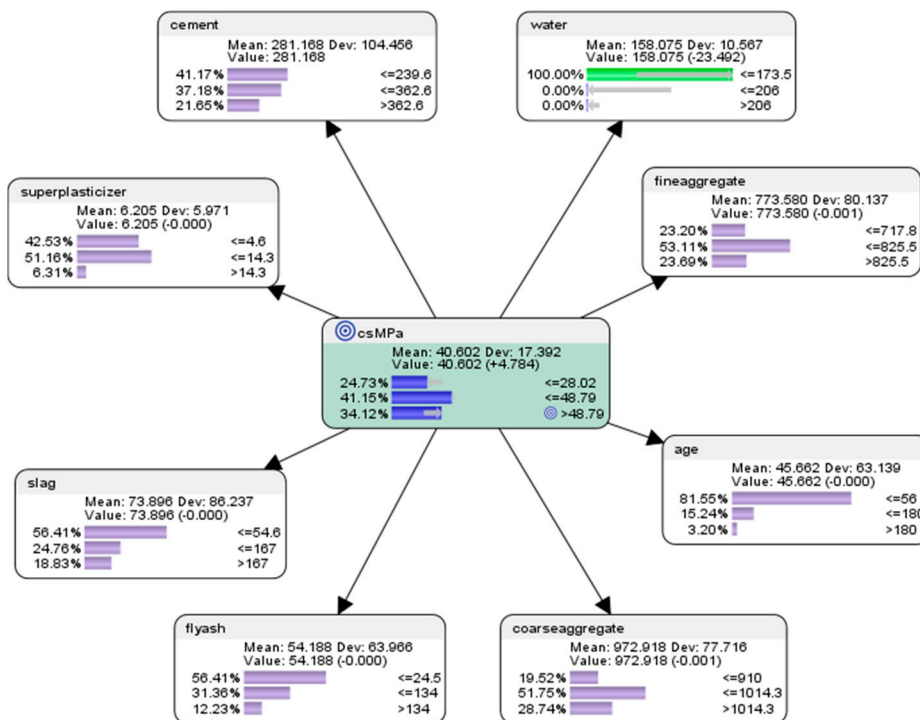 cement
Mean: 281.168 Dev: 104.456
Value: 281.168
41.17% <=239.6
37.18% <=362.6
21.65% >362.6
water
Mean: 158.075 Dev: 10.567
Value: 158.075 (-23.492)
100.00% <=173.5
0.00% <=206
0.00% >206
superplasticizer
Mean: 6.205 Dev: 5.971
Value: 6.205 (-0.000)
42.53% <=4.6
51.16% <=14.3
6.31% >14.3
fineaggregate
Mean: 773.580 Dev: 80.137
Value: 773.580 (-0.001)
23.20% <=717.8
53.11% <=825.5
23.69% >825.5
csMPa
Mean: 40.602 Dev: 17.392
Value: 40.602 (+4.784)
24.73% <=28.02
41.15% <=48.79
34.12% >48.79
slag
Mean: 73.896 Dev: 86.237
Value: 73.896 (-0.000)
56.41% <=54.6
24.76% <=167
18.83% >167
age
Mean: 45.662 Dev: 63.139
Value: 45.662 (-0.000)
81.55% <=56
15.24% <=180
3.20% >180
flyash
Mean: 54.188 Dev: 63.966
Value: 54.188 (-0.000)
56.41% <=24.5
31.36% <=134
12.23% >134
coarseaggregate
Mean: 972.918 Dev: 77.716
Value: 972.918 (-0.001)
19.52% <=910
51.75% <=1014.3
28.74% >1014.3